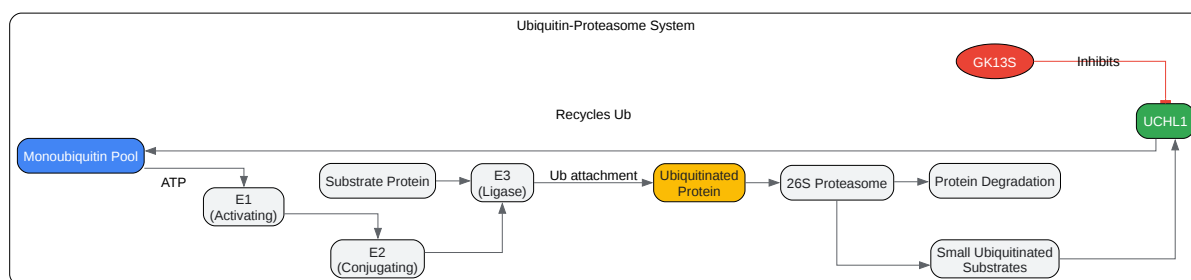 Ubiquitin-Proteasome System
GK13S
Inhibits
Recycles Ub
UCHL1
Monoubiquitin Pool
ATP
E1
(Activating)
E2
(Conjugating)
Substrate Protein
E3
(Ligase)
Ub attachment
Ubiquitinated
Protein
26S Proteasome
Protein Degradation
Small Ubiquitinated
Substrates